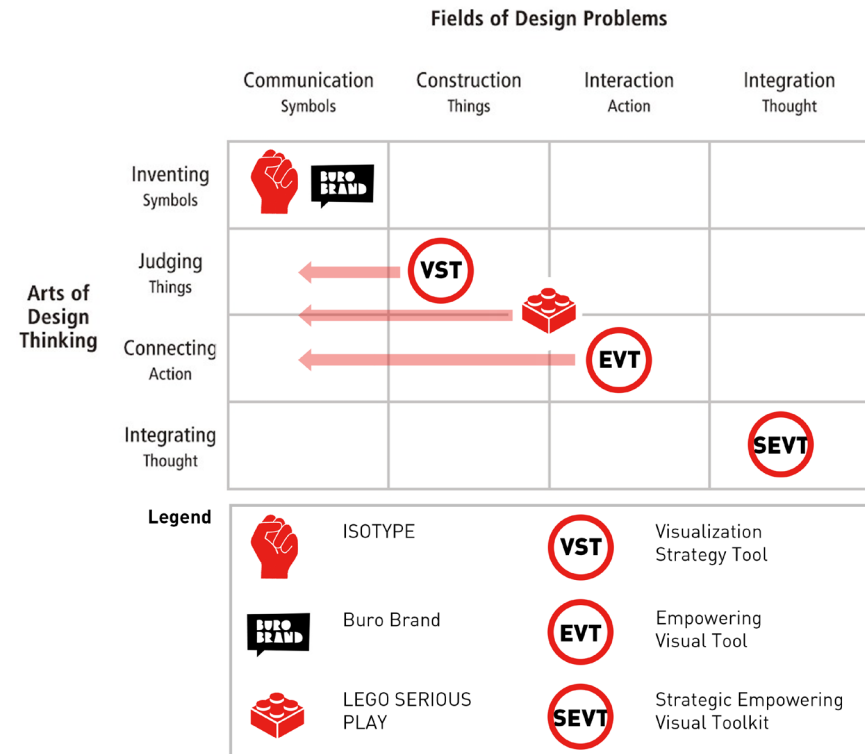 Fields of Design Problems
Communication
Symbols
Construction
Things
Interaction
Action
Integration
Thought
Arts of
Design
Thinking
Inventing
Symbols
BURO
BRAND
Judging
Things
VST
Connecting
Action
EVT
Integrating
Thought
SEVT
Legend
ISOTYPE
VST
Visualization
Strategy Tool
BURO
BRAND
Buro Brand
EVT
Empowering
Visual Tool
LEGO SERIOUS
PLAY
SEVT
Strategic Empowering
Visual Toolkit